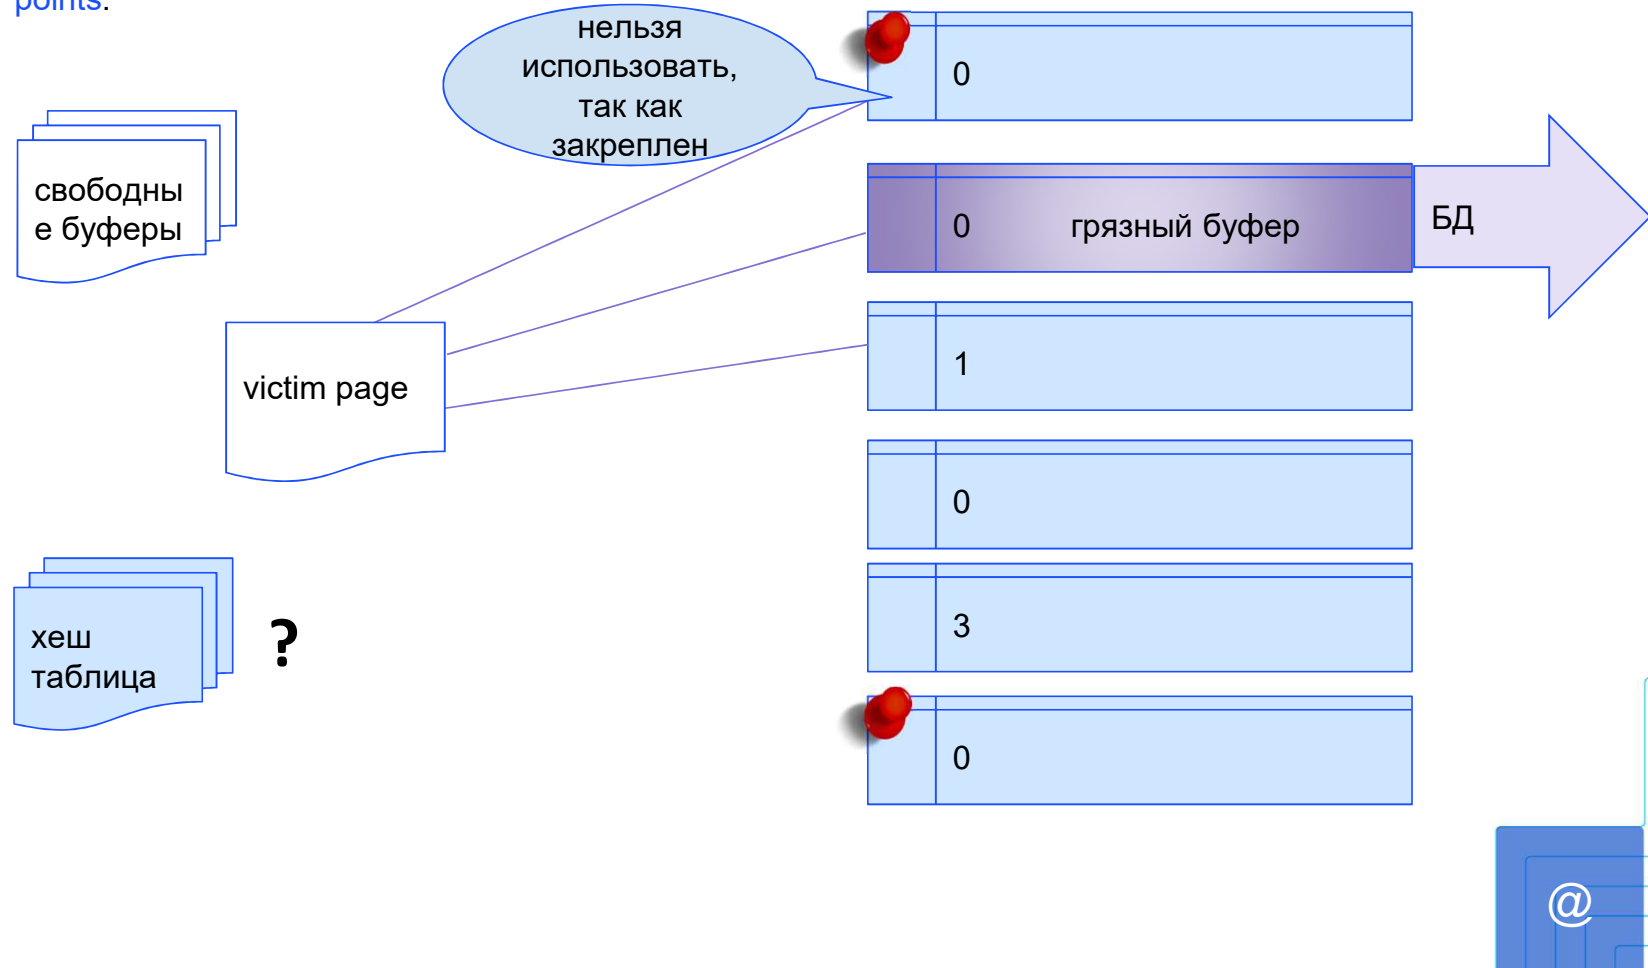 points.
нельзя
использовать,
так как
закреплен
0
свободны
е буферы
0 грязный буфер
БД
victim page
1
0
хеш
таблица
?
3
0
@